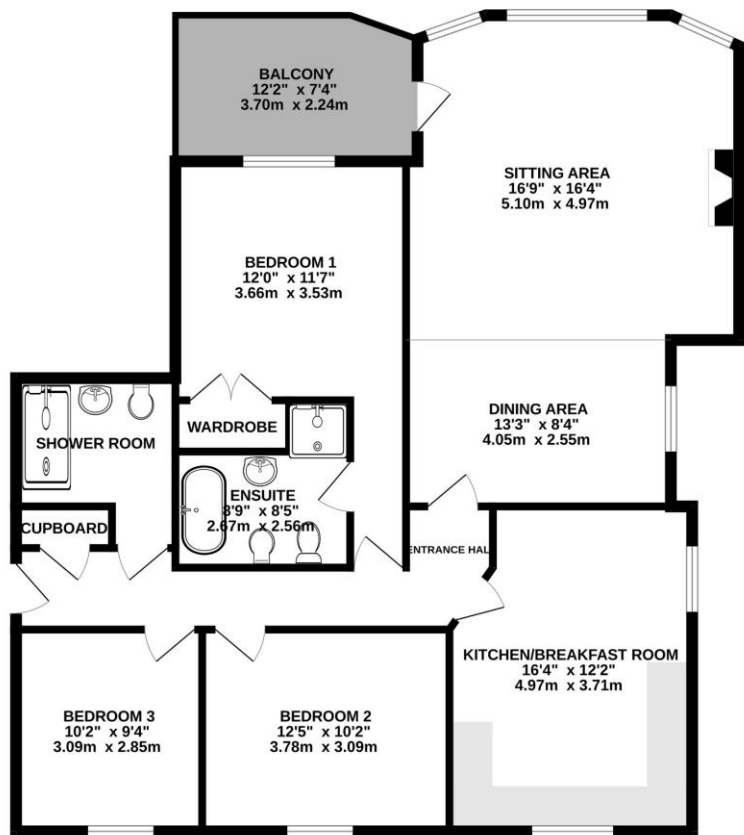 BALCONY
12'2" x 7'4"
3.70m x 2.24m
SITTING AREA
16'9" x 16'4"
5.10m x 4.97m
BEDROOM 1
12'0" x 11'7"
3.66m x 3.53m
DINING AREA
13'3" x 8'4"
4.05m x 2.55m
WARDROBE
SHOWER ROOM
ENSUITE
8'9" x 8'5"
2.67m x 2.56m
CUPBOARD
ENTRANCE HALL
KITCHEN/BREAKFAST ROOM
16'4" x 12'2"
4.97m x 3.71m
BEDROOM 3
10'2" x 9'4"
3.09m x 2.85m
BEDROOM 2
12'5" x 10'2"
3.78m x 3.09m